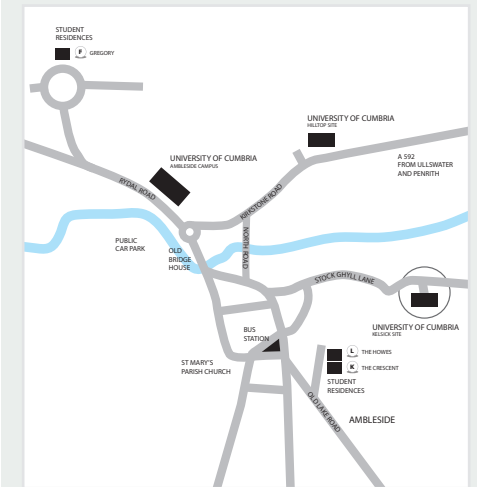 STUDENT
RESIDENCES
F GREGORY
UNIVERSITY OF CUMBRIA
HILLTOP SITE
A 592
FROM ULLSWATER
AND PENRITH
UNIVERSITY OF CUMBRIA
AMBLESIDE CAMPUS
RYDAL ROAD
KIRKSTONE ROAD
PUBLIC
CAR PARK
OLD
BRIDGE
HOUSE
NORTH ROAD
STOCK GHYLL LANE
UNIVERSITY OF CUMBRIA
KELSICK SITE
BUS
STATION
ST MARY'S
PARISH CHURCH
L THE HOWES
K THE CRESCENT
STUDENT
RESIDENCES
OLD LAKE ROAD
AMBLESIDE